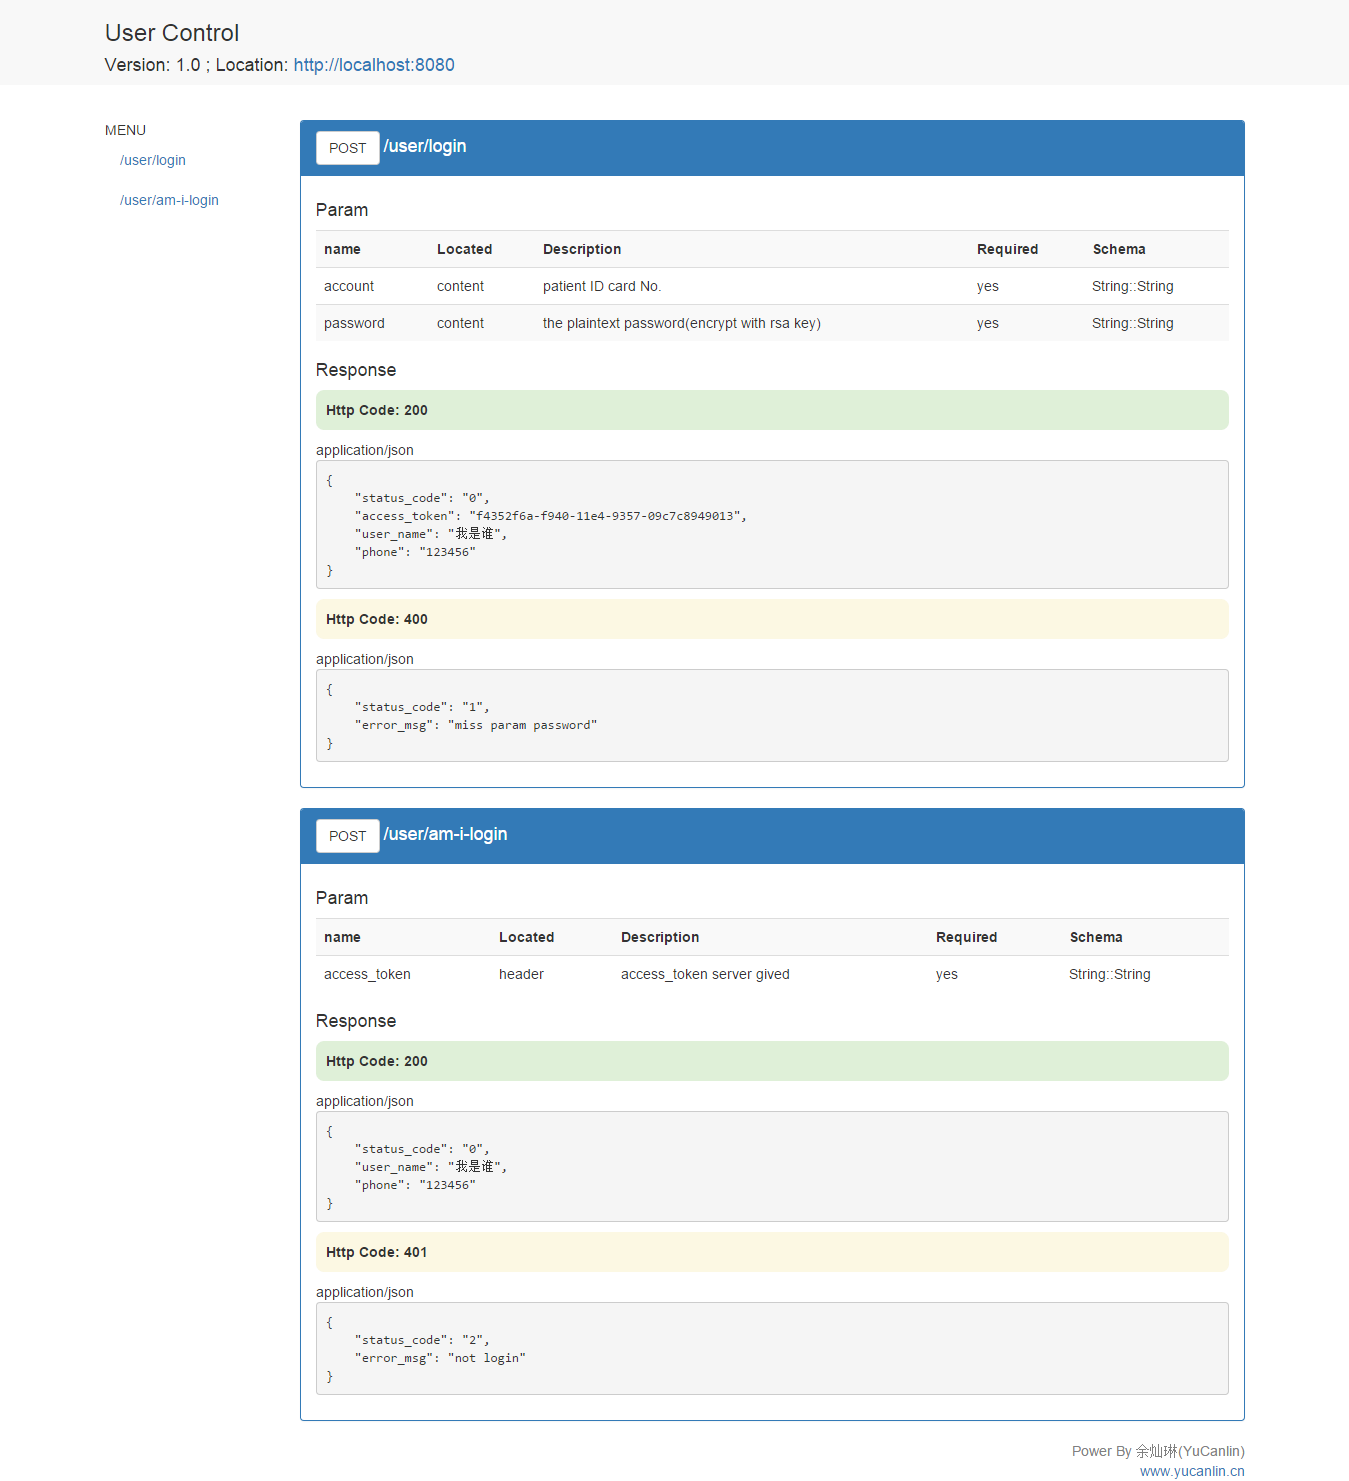 User Control
Version: 1.0 ; Location: http://localhost:8080
MENU
/user/login
/user/am-i-login
POST /user/login
Param
name Located Description Required Schema
account content patient ID card No. yes String::String
password content the plaintext password(encrypt with rsa key) yes String::String
Response
Http Code: 200
application/json
{
"status_code": "0",
"access_token": "f4352f6a-f940-11e4-9357-09c7c8949013",
"user_name": "我是谁",
"phone": "123456"
}
Http Code: 400
application/json
{
"status_code": "1",
"error_msg": "miss param password"
}
POST /user/am-i-login
Param
name Located Description Required Schema
access_token header access_token server gived yes String::String
Response
Http Code: 200
application/json
{
"status_code": "0",
"user_name": "我是谁",
"phone": "123456"
}
Http Code: 401
application/json
{
"status_code": "2",
"error_msg": "not login"
}
Power By 余灿琳(YuCanlin)
www.yucanlin.cn